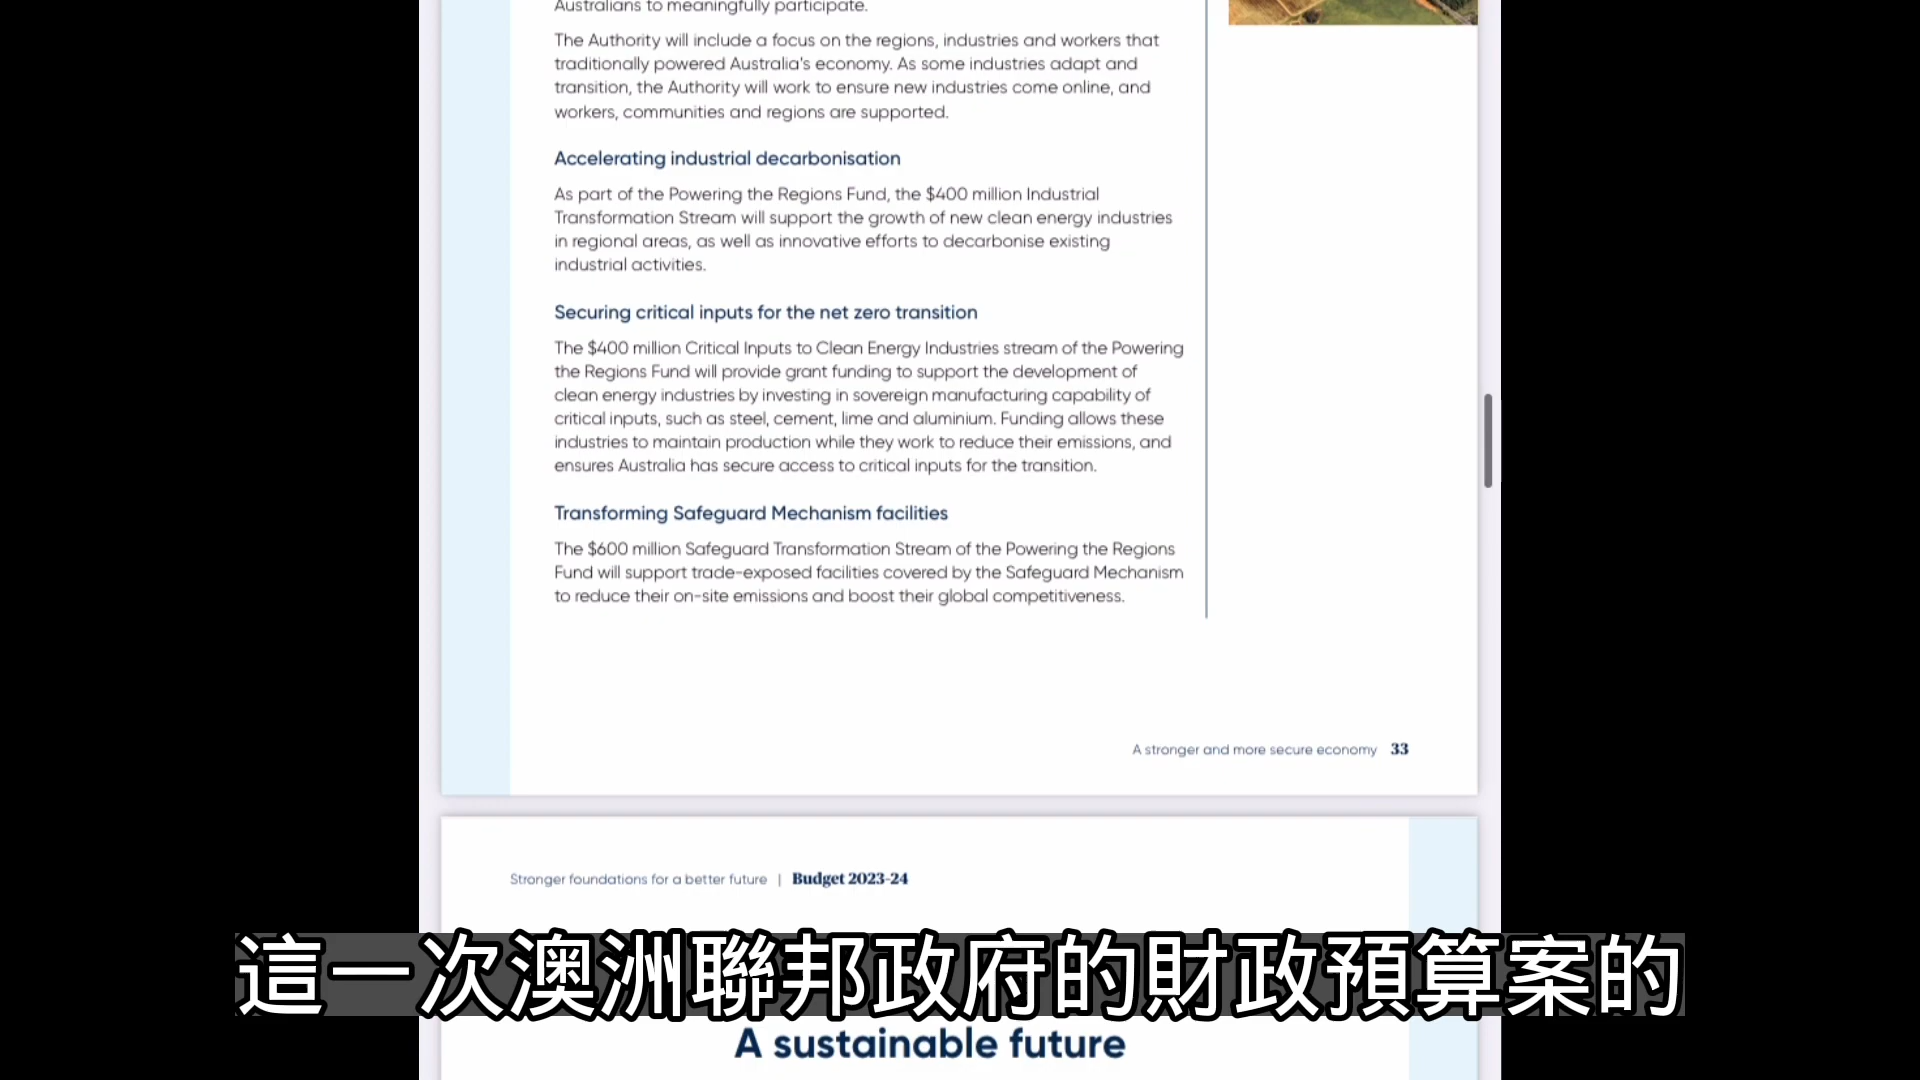 Australians to meaningfully participate.
The Authority will include a focus on the regions, industries and workers that
traditionally powered Australia's economy. As some industries adapt and
transition, the Authority will work to ensure new industries come online, and
workers, communities and regions are supported.
Accelerating industrial decarbonisation
As part of the Powering the Regions Fund, the $400 million Industrial
Transformation Stream will support the growth of new clean energy industries
in regional areas, as well as innovative efforts to decarbonise existing
industrial activities.
Securing critical inputs for the net zero transition
The $400 million Critical Inputs to Clean Energy Industries stream of the Powering
the Regions Fund will provide grant funding to support the development of
clean energy industries by investing in sovereign manufacturing capability of
critical inputs, such as steel, cement, lime and aluminium. Funding allows these
industries to maintain production while they work to reduce their emissions, and
ensures Australia has secure access to critical inputs for the transition.
Transforming Safeguard Mechanism facilities
The $600 million Safeguard Transformation Stream of the Powering the Regions
Fund will support trade-exposed facilities covered by the Safeguard Mechanism
to reduce their on-site emissions and boost their global competitiveness.
A stronger and more secure economy 33
Stronger foundations for a better future | Budget 2023-24
這一次澳洲聯邦政府的財政預算案的
A sustainable future